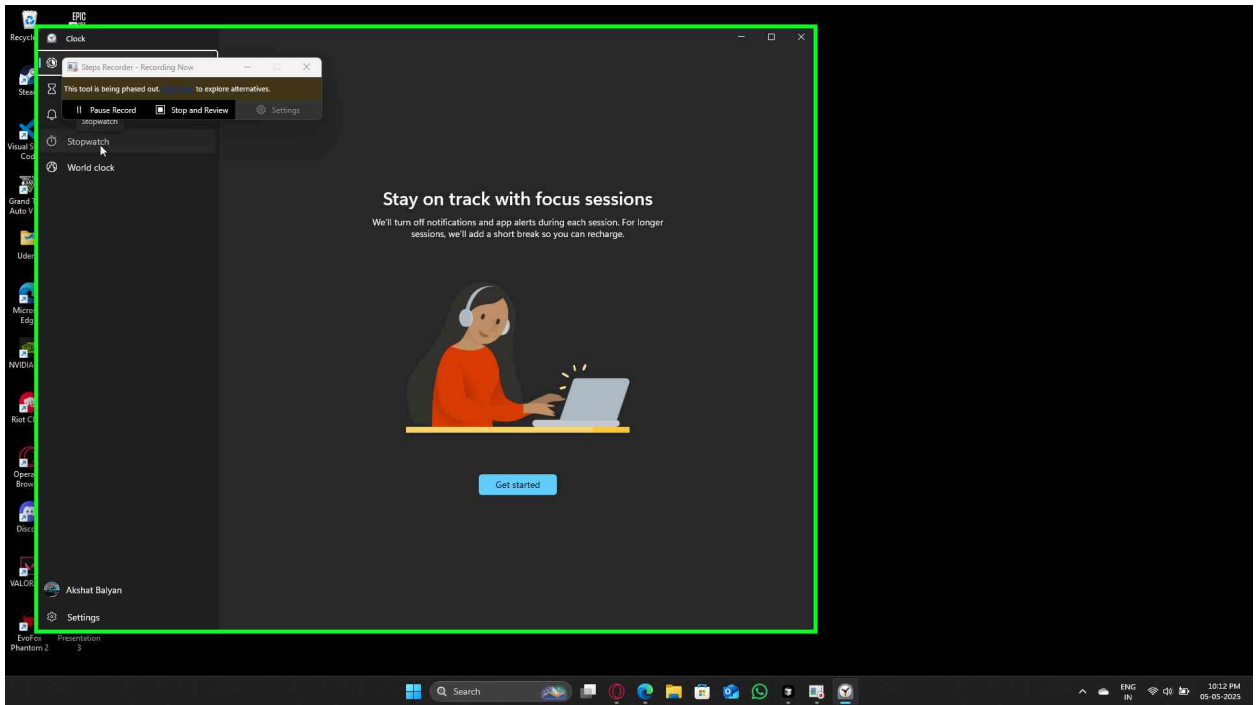 EPIC
Recycl
Clock
Steps Recorder - Recording Now
Stea
This tool is being phased out. to explore alternatives.
Pause Record
Stop and Review
Settings
Stopwatch
Stopwatch
Visual S
Cod
World clock
Grand T
Auto V
Stay on track with focus sessions
We'll turn off notifications and app alerts during each session. For longer
sessions, we'll add a short break so you can recharge.
Uder
Micros
Edg
NVIDIA
Riot Cl
Opera
Brow
Get started
Disco
VALOR
Akshat Balyan
Settings
EvoFox
Phantom 2
Presentation
3
Search
ENG
IN
10:12 PM
05-05-2025